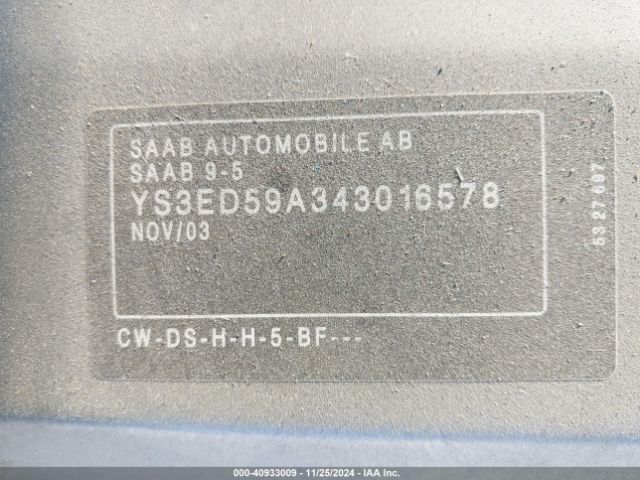 SAAB AUTOMOBILE AB
SAAB 9-5
YS3ED59A343016578
NOV/03
CW-DS-H-H-5-BF---
53 27 697
000-40933009 - 11/25/2024 - IAA Inc.